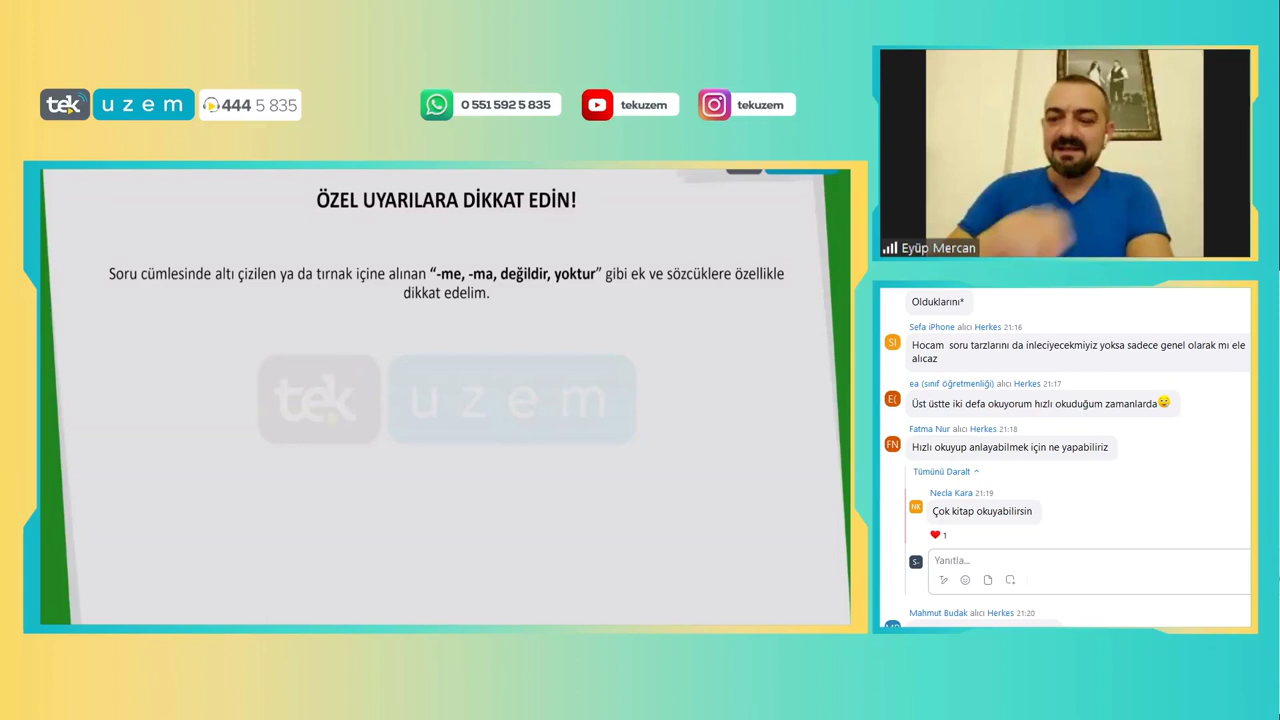 tek uzem 444 5 835
0 551 592 5 835
tekuzem
tekuzem
ÖZEL UYARILARA DİKKAT EDİN!
Soru cümlesinde altı çizilen ya da tırnak içine alınan “-me, -ma, değildir, yoktur” gibi ek ve sözcüklere özellikle
dikkat edelim.
tek uzem
Eyüp Mercan
Olduklarını*
Sefa iPhone alıcı Herkes 21:16
SI
Hocam soru tarzlarını da inleciyecekmiyiz yoksa sadece genel olarak mı ele
alıcaz
ea (sınıf öğretmenliği) alıcı Herkes 21:17
E(
Üst üstte iki defa okuyorum hızlı okuduğum zamanlarda
Fatma Nur alıcı Herkes 21:18
FN
Hızlı okuyup anlayabilmek için ne yapabiliriz
Tümünü Daralt
Necla Kara 21:19
NK
Çok kitap okuyabilirsin
1
S-
Yanıtla...
Mahmut Budak alıcı Herkes 21:20